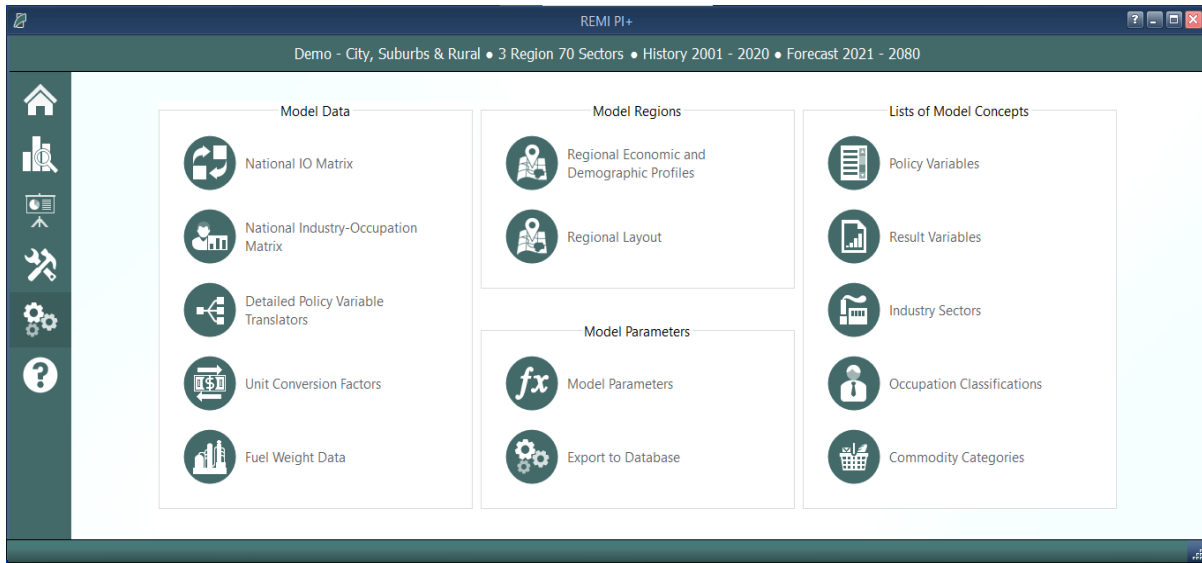 REMI PI+
Demo - City, Suburbs & Rural ● 3 Region 70 Sectors ● History 2001 - 2020 ● Forecast 2021 - 2080
Model Data
National IO Matrix
National Industry-Occupation
Matrix
Detailed Policy Variable
Translators
Unit Conversion Factors
Fuel Weight Data
Model Regions
Regional Economic and
Demographic Profiles
Regional Layout
Model Parameters
fx
Model Parameters
Export to Database
Lists of Model Concepts
Policy Variables
Result Variables
Industry Sectors
Occupation Classifications
Commodity Categories